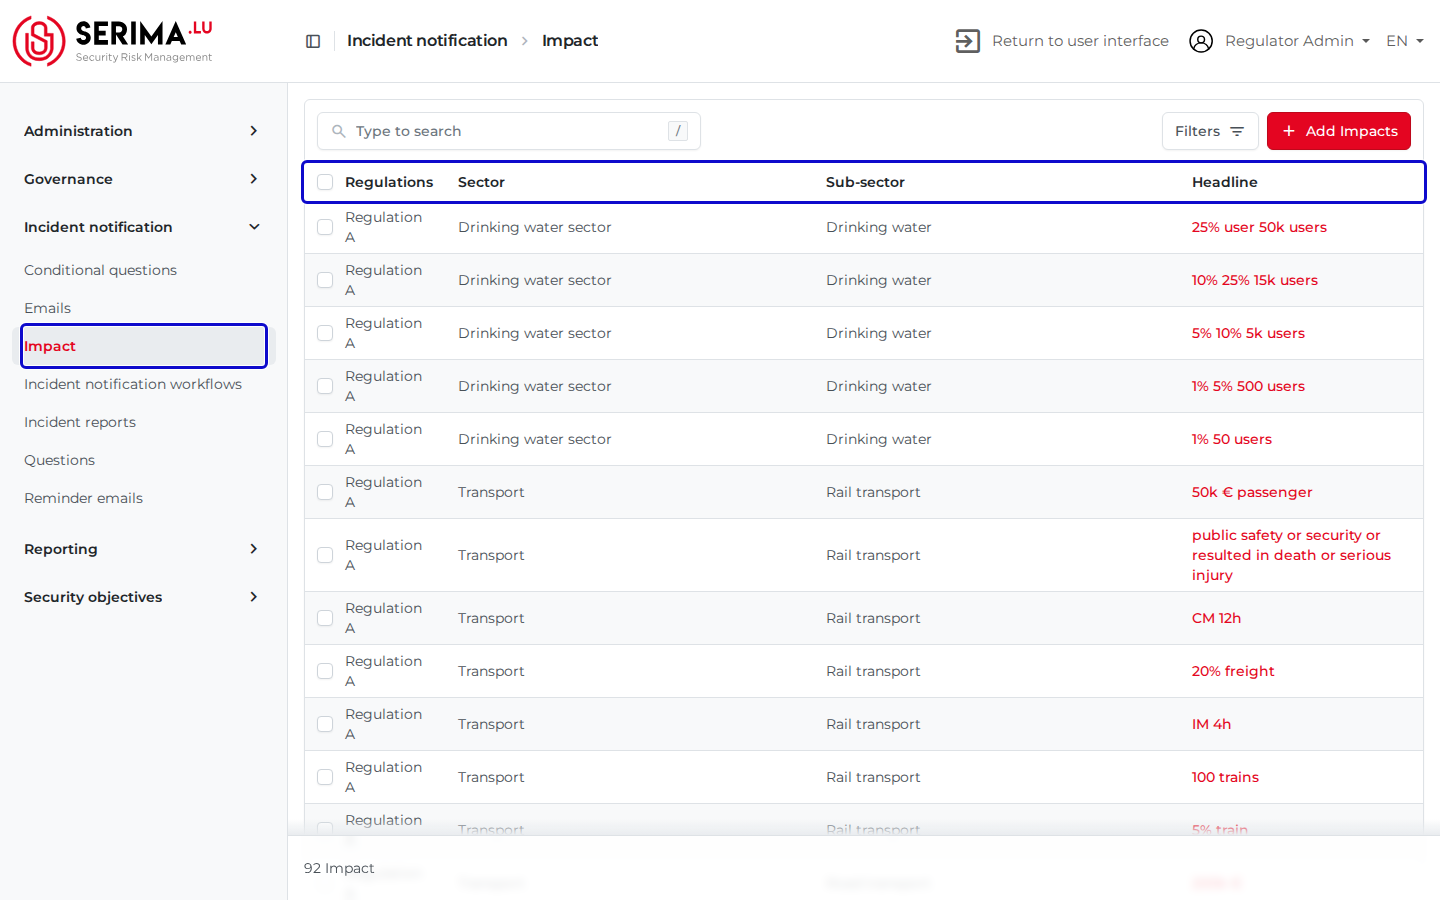 SERIMA.LU
Security Risk Management
Incident notification > Impact
Return to user interface
Regulator Admin
EN
Administration
Governance
Incident notification
Conditional questions
Emails
Impact
Incident notification workflows
Incident reports
Questions
Reminder emails
Reporting
Security objectives
Type to search /
Filters
+ Add Impacts
Regulations Sector Sub-sector Headline
Regulation A Drinking water sector Drinking water 25% user 50k users
Regulation A Drinking water sector Drinking water 10% 25% 15k users
Regulation A Drinking water sector Drinking water 5% 10% 5k users
Regulation A Drinking water sector Drinking water 1% 5% 500 users
Regulation A Drinking water sector Drinking water 1% 50 users
Regulation A Transport Rail transport 50k € passenger
Regulation A Transport Rail transport public safety or security or resulted in death or serious injury
Regulation A Transport Rail transport CM 12h
Regulation A Transport Rail transport 20% freight
Regulation A Transport Rail transport IM 4h
Regulation A Transport Rail transport 100 trains
Regulation Transport Rail transport 5% train
92 Impact